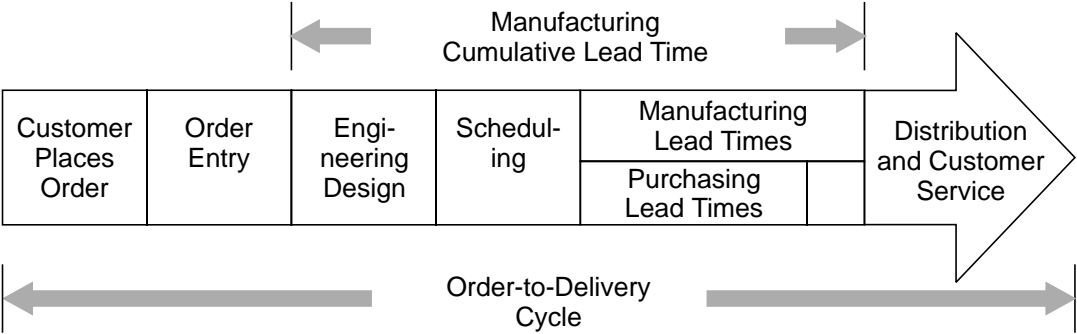 Manufacturing
Cumulative Lead Time
Customer
Places
Order
Order
Entry
Engi-
neering
Design
Schedul-
ing
Manufacturing
Lead Times
Purchasing
Lead Times
Distribution
and Customer
Service
Order-to-Delivery
Cycle